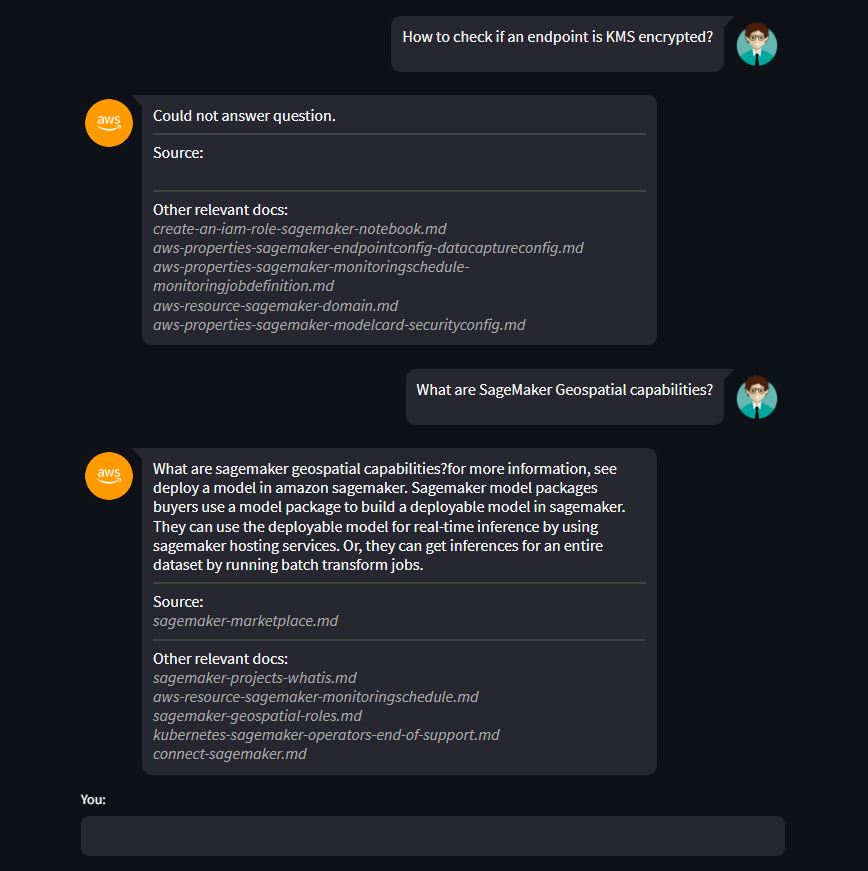 How to check if an endpoint is KMS encrypted?
aws
Could not answer question.
Source:
Other relevant docs:
create-an-iam-role-sagemaker-notebook.md
aws-properties-sagemaker-endpointconfig-datacaptureconfig.md
aws-properties-sagemaker-monitoringschedule-
monitoringjobdefinition.md
aws-resource-sagemaker-domain.md
aws-properties-sagemaker-modelcard-securityconfig.md
What are SageMaker Geospatial capabilities?
aws
What are sagemaker geospatial capabilities?for more information, see
deploy a model in amazon sagemaker. Sagemaker model packages
buyers use a model package to build a deployable model in sagemaker.
They can use the deployable model for real-time inference by using
sagemaker hosting services. Or, they can get inferences for an entire
dataset by running batch transform jobs.
Source:
sagemaker-marketplace.md
Other relevant docs:
sagemaker-projects-whatis.md
aws-resource-sagemaker-monitoringschedule.md
sagemaker-geospatial-roles.md
kubernetes-sagemaker-operators-end-of-support.md
connect-sagemaker.md
You: